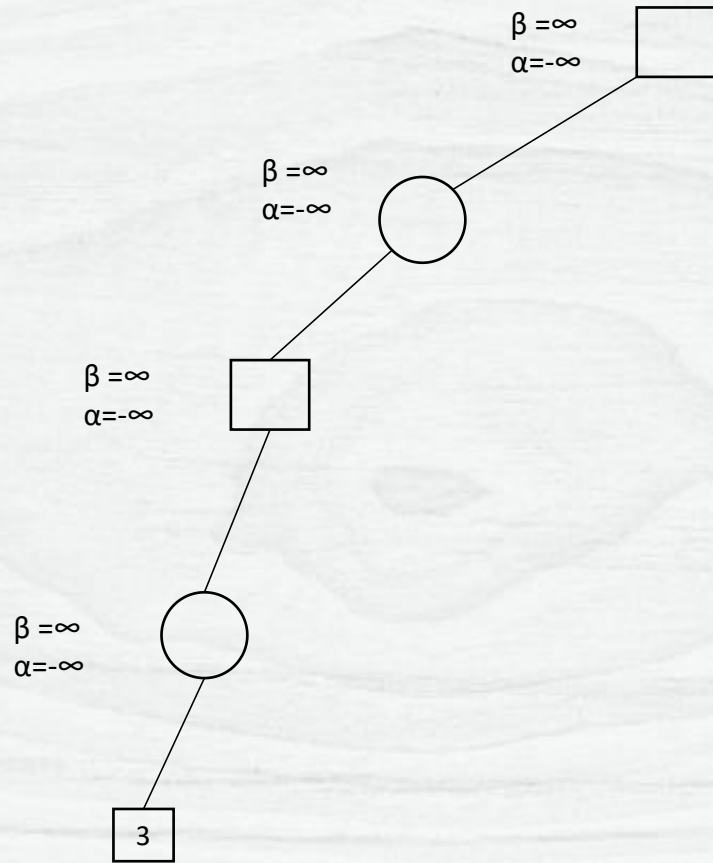 β =∞
α=-∞
β =∞
α=-∞
β =∞
α=-∞
β =∞
α=-∞
3